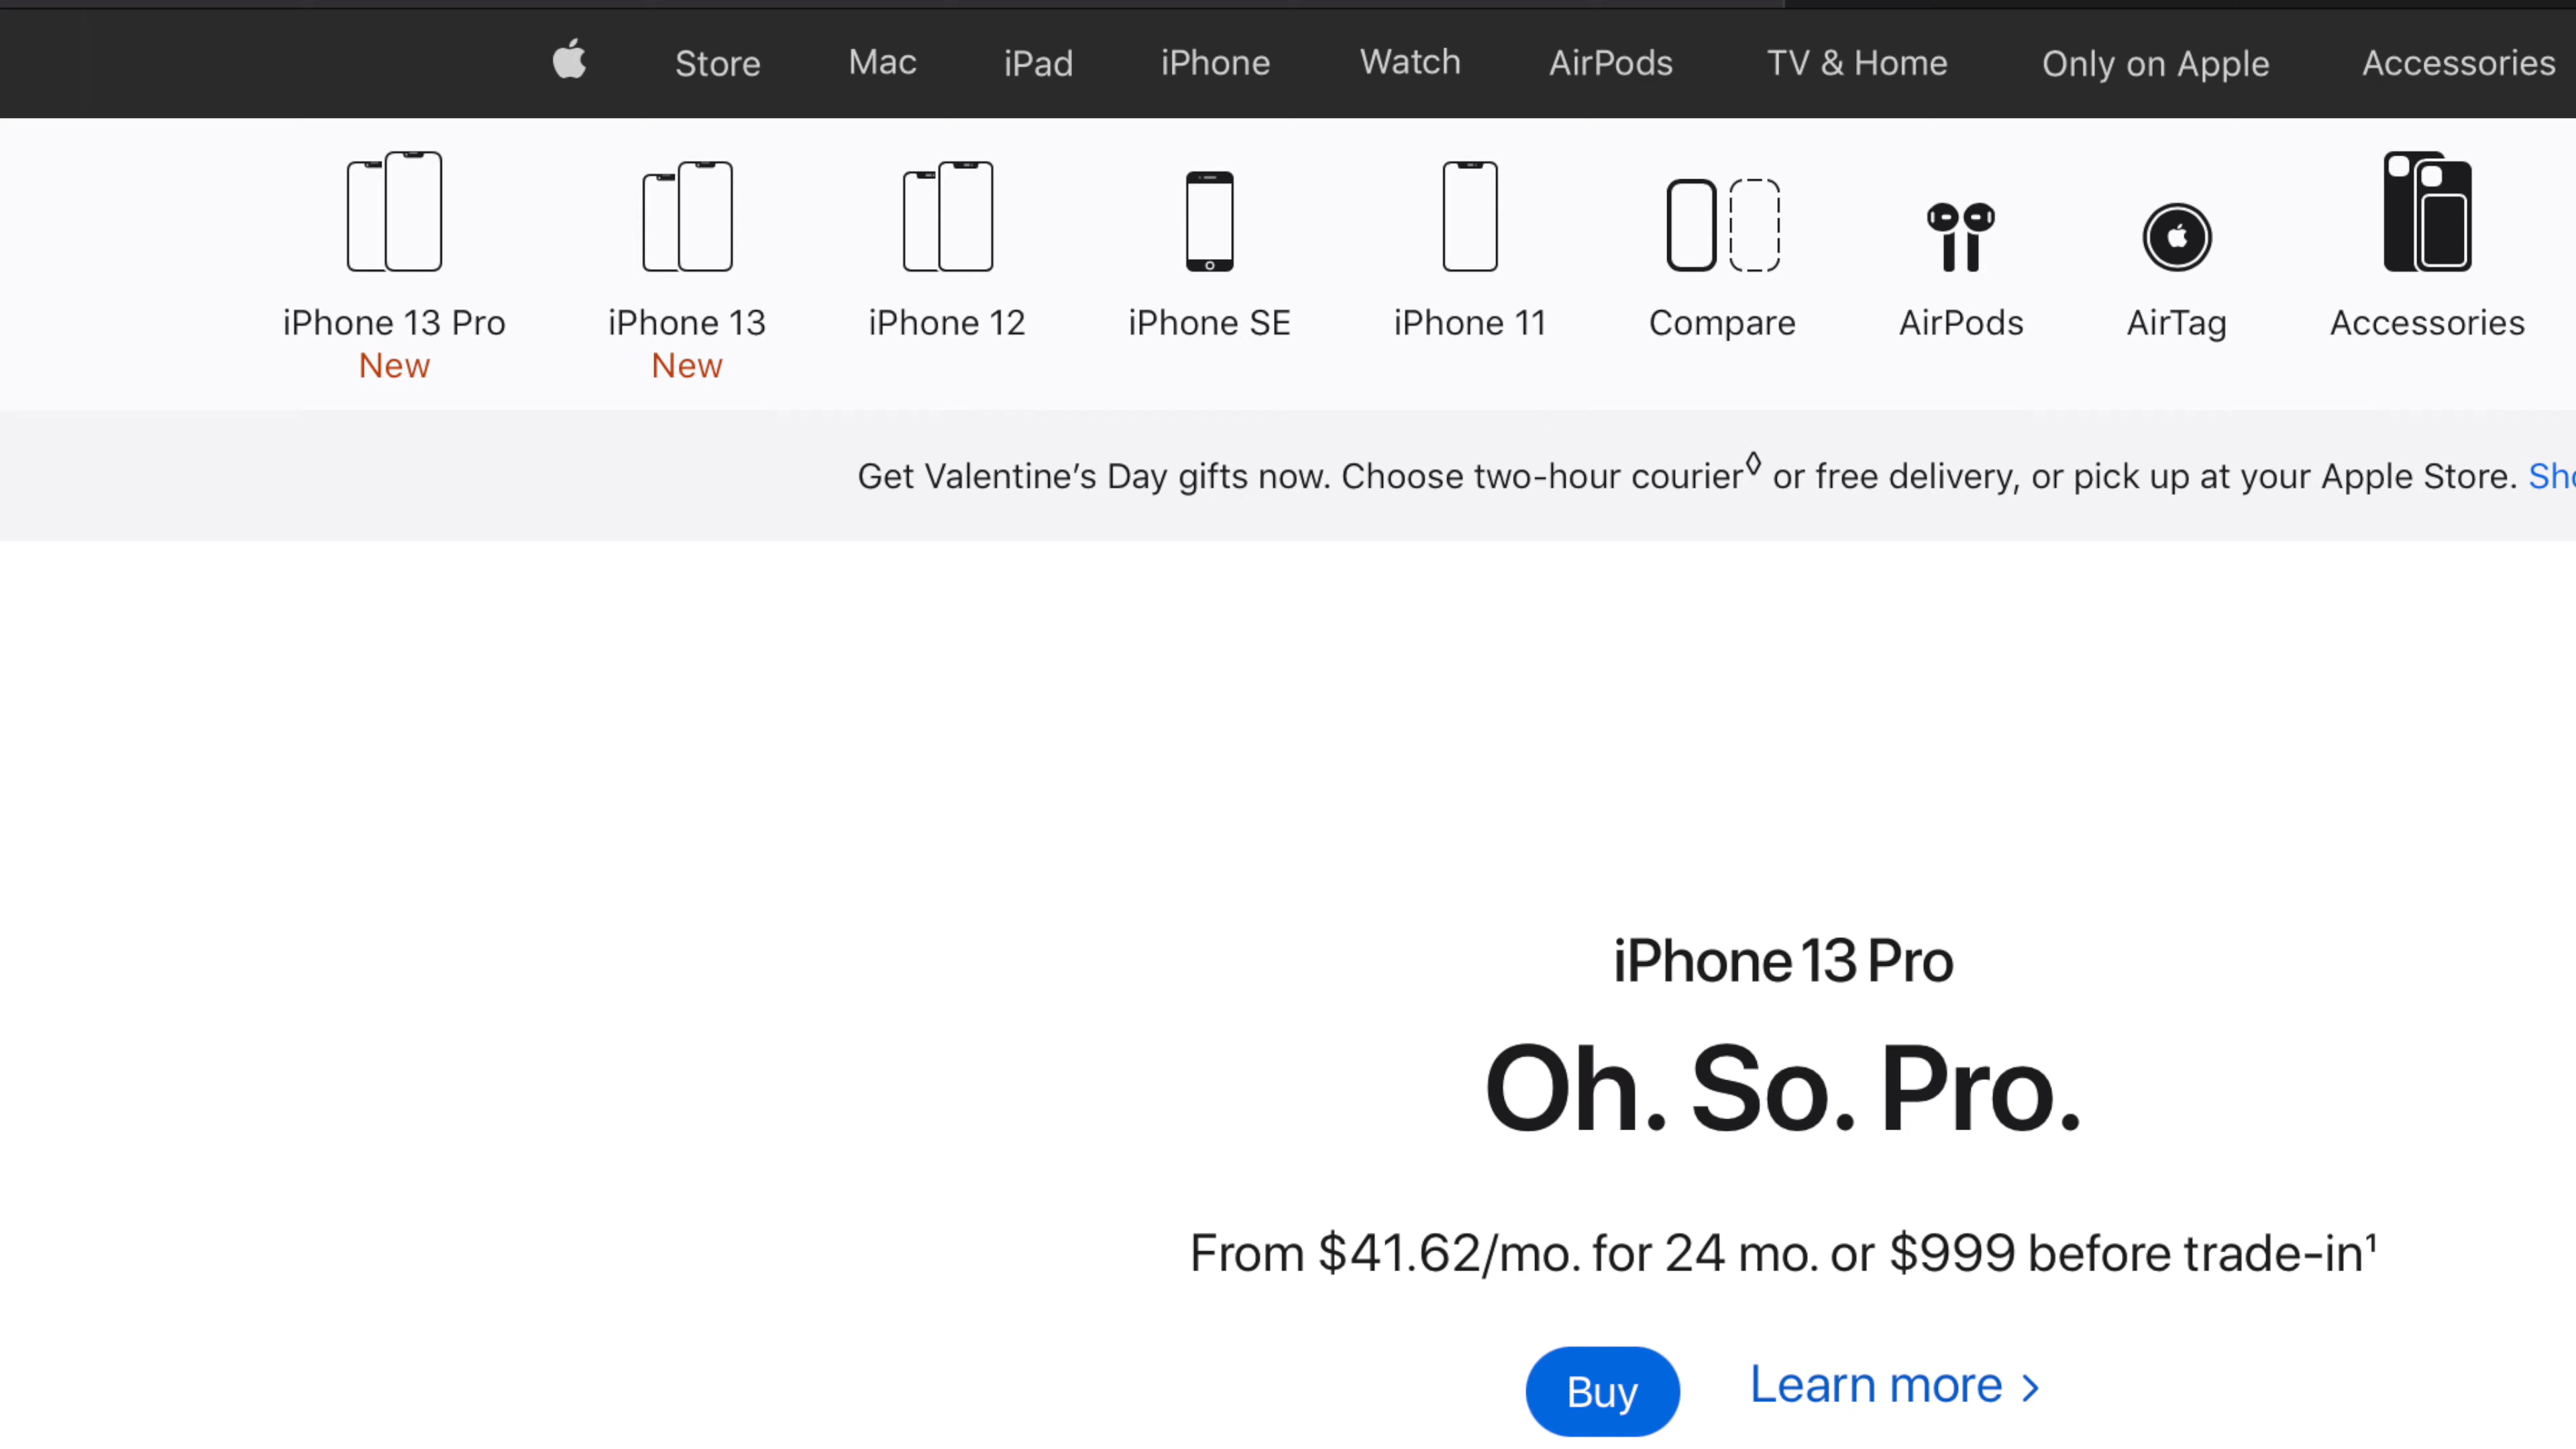 Store Mac iPad iPhone Watch AirPods TV & Home Only on Apple Accessories
iPhone 13 Pro iPhone 13 iPhone 12 iPhone SE iPhone 11 Compare AirPods AirTag Accessories
New New
Get Valentine’s Day gifts now. Choose two-hour courier◊ or free delivery, or pick up at your Apple Store.
iPhone 13 Pro
Oh. So. Pro.
From $41.62/mo. for 24 mo. or $999 before trade-in¹
Buy Learn more >